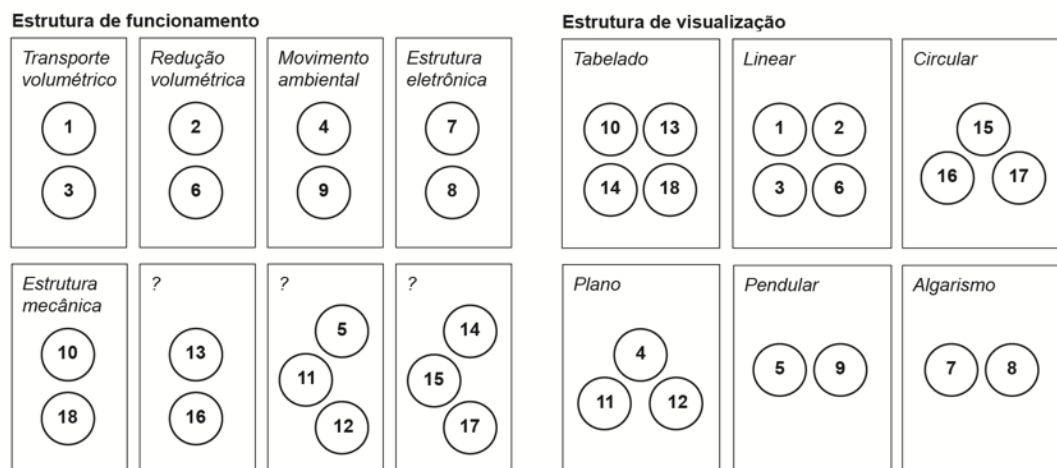 Estrutura de funcionamento
Transporte
volumétrico
1
3
Redução
volumétrica
2
6
Movimento
ambiental
4
9
Estrutura
eletrônica
7
8
Estrutura
mecânica
10
18
?
13
16
?
5
11
12
?
14
15
17
Estrutura de visualização
Tabelado
10 13
14 18
Linear
1 2
3 6
Circular
15
16 17
Plano
4
11 12
Pendular
5 9
Algarismo
7 8